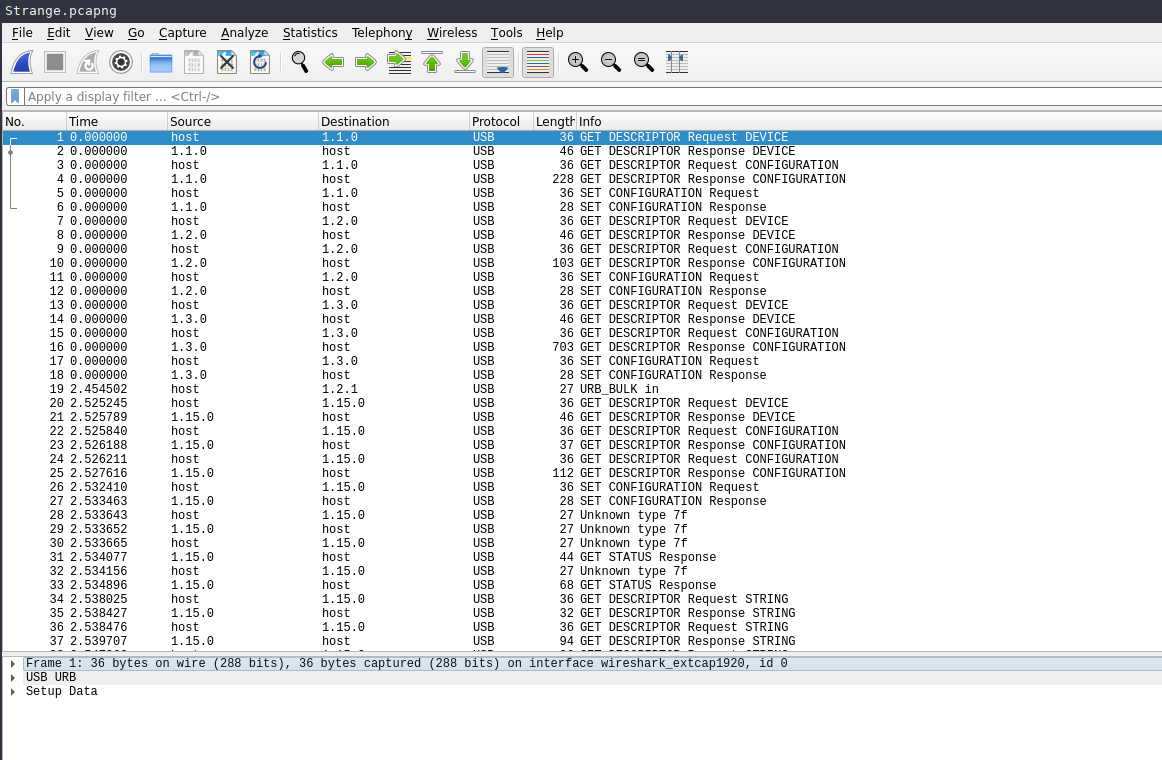 Strange.pcapng
File Edit View Go Capture Analyze Statistics Telephony Wireless Tools Help
Apply a display filter … <Ctrl-/>
No. Time Source Destination Protocol Length Info
1 0.000000 host 1.1.0 USB 36 GET DESCRIPTOR Request DEVICE
2 0.000000 1.1.0 host USB 46 GET DESCRIPTOR Response DEVICE
3 0.000000 host 1.1.0 USB 36 GET DESCRIPTOR Request CONFIGURATION
4 0.000000 1.1.0 host USB 228 GET DESCRIPTOR Response CONFIGURATION
5 0.000000 host 1.1.0 USB 36 SET CONFIGURATION Request
6 0.000000 1.1.0 host USB 28 SET CONFIGURATION Response
7 0.000000 host 1.2.0 USB 36 GET DESCRIPTOR Request DEVICE
8 0.000000 1.2.0 host USB 46 GET DESCRIPTOR Response DEVICE
9 0.000000 host 1.2.0 USB 36 GET DESCRIPTOR Request CONFIGURATION
10 0.000000 1.2.0 host USB 103 GET DESCRIPTOR Response CONFIGURATION
11 0.000000 host 1.2.0 USB 36 SET CONFIGURATION Request
12 0.000000 1.2.0 host USB 28 SET CONFIGURATION Response
13 0.000000 host 1.3.0 USB 36 GET DESCRIPTOR Request DEVICE
14 0.000000 1.3.0 host USB 46 GET DESCRIPTOR Response DEVICE
15 0.000000 host 1.3.0 USB 36 GET DESCRIPTOR Request CONFIGURATION
16 0.000000 1.3.0 host USB 703 GET DESCRIPTOR Response CONFIGURATION
17 0.000000 host 1.3.0 USB 36 SET CONFIGURATION Request
18 0.000000 1.3.0 host USB 28 SET CONFIGURATION Response
19 2.454502 host 1.2.1 USB 27 URB_BULK in
20 2.525245 host 1.15.0 USB 36 GET DESCRIPTOR Request DEVICE
21 2.525789 1.15.0 host USB 46 GET DESCRIPTOR Response DEVICE
22 2.525840 host 1.15.0 USB 36 GET DESCRIPTOR Request CONFIGURATION
23 2.526188 1.15.0 host USB 37 GET DESCRIPTOR Response CONFIGURATION
24 2.526211 host 1.15.0 USB 36 GET DESCRIPTOR Request CONFIGURATION
25 2.527616 1.15.0 host USB 112 GET DESCRIPTOR Response CONFIGURATION
26 2.532410 host 1.15.0 USB 36 SET CONFIGURATION Request
27 2.533463 1.15.0 host USB 28 SET CONFIGURATION Response
28 2.533643 host 1.15.0 USB 27 Unknown type 7f
29 2.533652 host 1.15.0 USB 27 Unknown type 7f
30 2.533665 host 1.15.0 USB 27 Unknown type 7f
31 2.534077 1.15.0 host USB 44 GET STATUS Response
32 2.534156 host 1.15.0 USB 27 Unknown type 7f
33 2.534896 1.15.0 host USB 68 GET STATUS Response
34 2.538025 host 1.15.0 USB 36 GET DESCRIPTOR Request STRING
35 2.538427 1.15.0 host USB 32 GET DESCRIPTOR Response STRING
36 2.538476 host 1.15.0 USB 36 GET DESCRIPTOR Request STRING
37 2.539707 1.15.0 host USB 94 GET DESCRIPTOR Response STRING
Frame 1: 36 bytes on wire (288 bits), 36 bytes captured (288 bits) on interface wireshark_extcap1920, id 0
USB URB
Setup Data